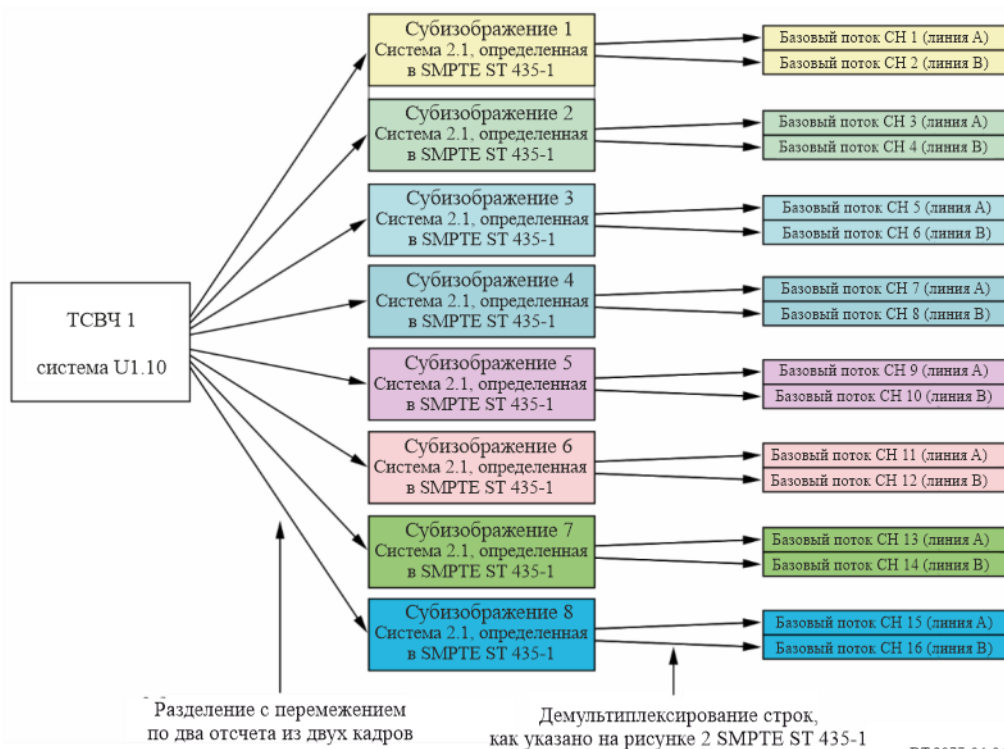 Субизображение 1
Система 2.1, определенная
в SMPTE ST 435-1
Базовый поток CH 1 (линия A)
Базовый поток CH 2 (линия B)
Субизображение 2
Система 2.1, определенная
в SMPTE ST 435-1
Базовый поток CH 3 (линия A)
Базовый поток CH 4 (линия B)
Субизображение 3
Система 2.1, определенная
в SMPTE ST 435-1
Базовый поток CH 5 (линия A)
Базовый поток CH 6 (линия B)
ТСВЧ 1
система U1.10
Субизображение 4
Система 2.1, определенная
в SMPTE ST 435-1
Базовый поток CH 7 (линия A)
Базовый поток CH 8 (линия B)
Субизображение 5
Система 2.1, определенная
в SMPTE ST 435-1
Базовый поток CH 9 (линия A)
Базовый поток CH 10 (линия B)
Субизображение 6
Система 2.1, определенная
в SMPTE ST 435-1
Базовый поток CH 11 (линия A)
Базовый поток CH 12 (линия B)
Субизображение 7
Система 2.1, определенная
в SMPTE ST 435-1
Базовый поток CH 13 (линия A)
Базовый поток CH 14 (линия B)
Субизображение 8
Система 2.1, определенная
в SMPTE ST 435-1
Базовый поток CH 15 (линия A)
Базовый поток CH 16 (линия B)
Разделение с перемежением
по два отсчета из двух кадров
Демультиплексирование строк,
как указано на рисунке 2 SMPTE ST 435-1